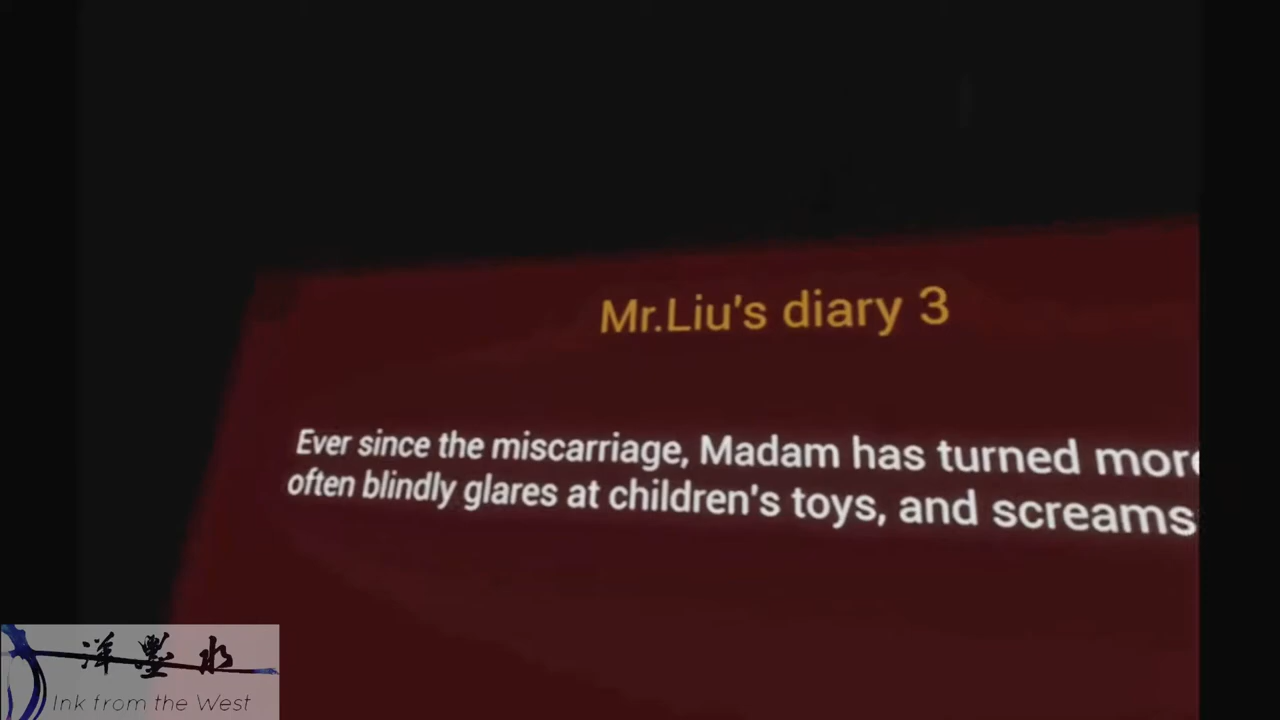 Mr.Liu's diary 3
Ever since the miscarriage, Madam has turned more
often blindly glares at children's toys, and screams
洋墨水
Ink from the West